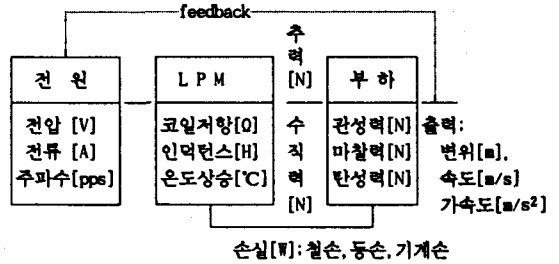 feedback
전 원
전압 [V]
전류 [A]
주파수[pps]
L P M
코일저항[Ω]
인덕턴스[H]
온도상승[℃]
추력[N]
수직력[N]
부 하
관성력[N]
마찰력[N]
탄성력[N]
출력;
변위[m],
속도[m/s]
가속도[m/s²]
손실[W]: 철손, 동손, 기계손